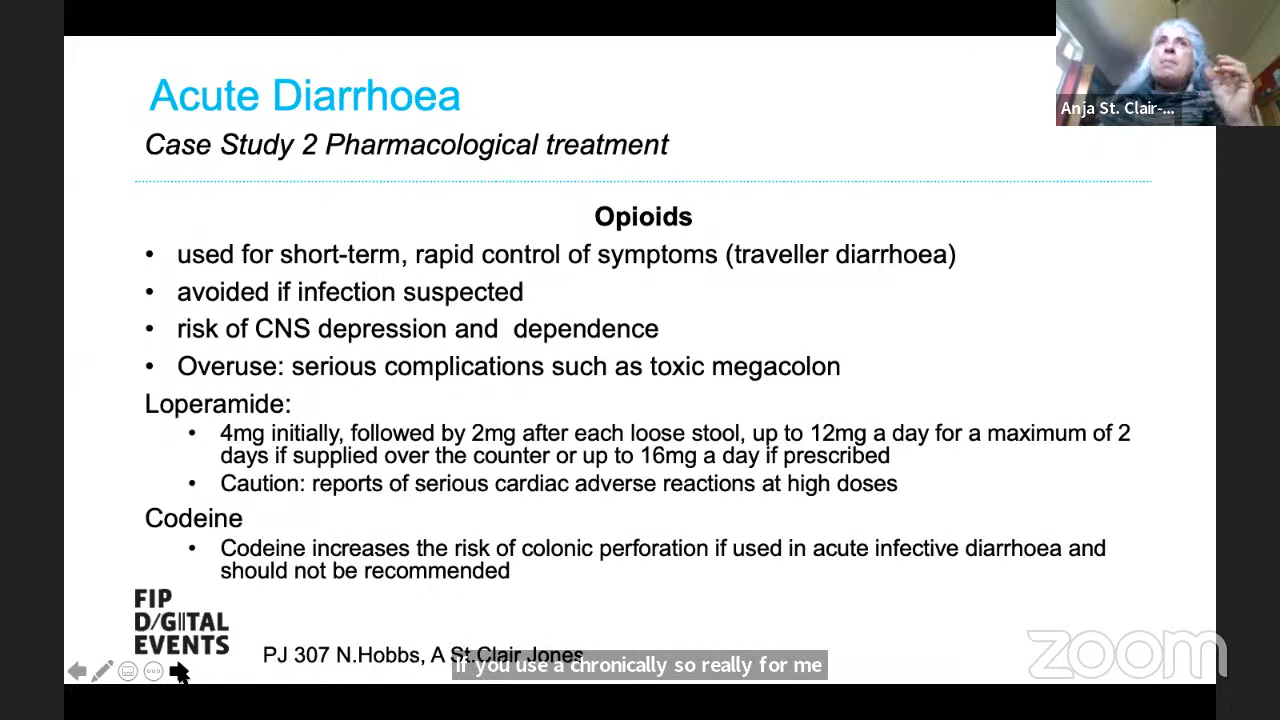 Anja St. Clair-...
Acute Diarrhoea
Case Study 2 Pharmacological treatment
Opioids
• used for short-term, rapid control of symptoms (traveller diarrhoea)
• avoided if infection suspected
• risk of CNS depression and dependence
• Overuse: serious complications such as toxic megacolon
Loperamide:
• 4mg initially, followed by 2mg after each loose stool, up to 12mg a day for a maximum of 2
days if supplied over the counter or up to 16mg a day if prescribed
• Caution: reports of serious cardiac adverse reactions at high doses
Codeine
• Codeine increases the risk of colonic perforation if used in acute infective diarrhoea and
should not be recommended
FIP
D/GITAL
EVENTS
PJ 307 N.Hobbs, A St.Clair Jones
If you use a chronically so really for me
zoom